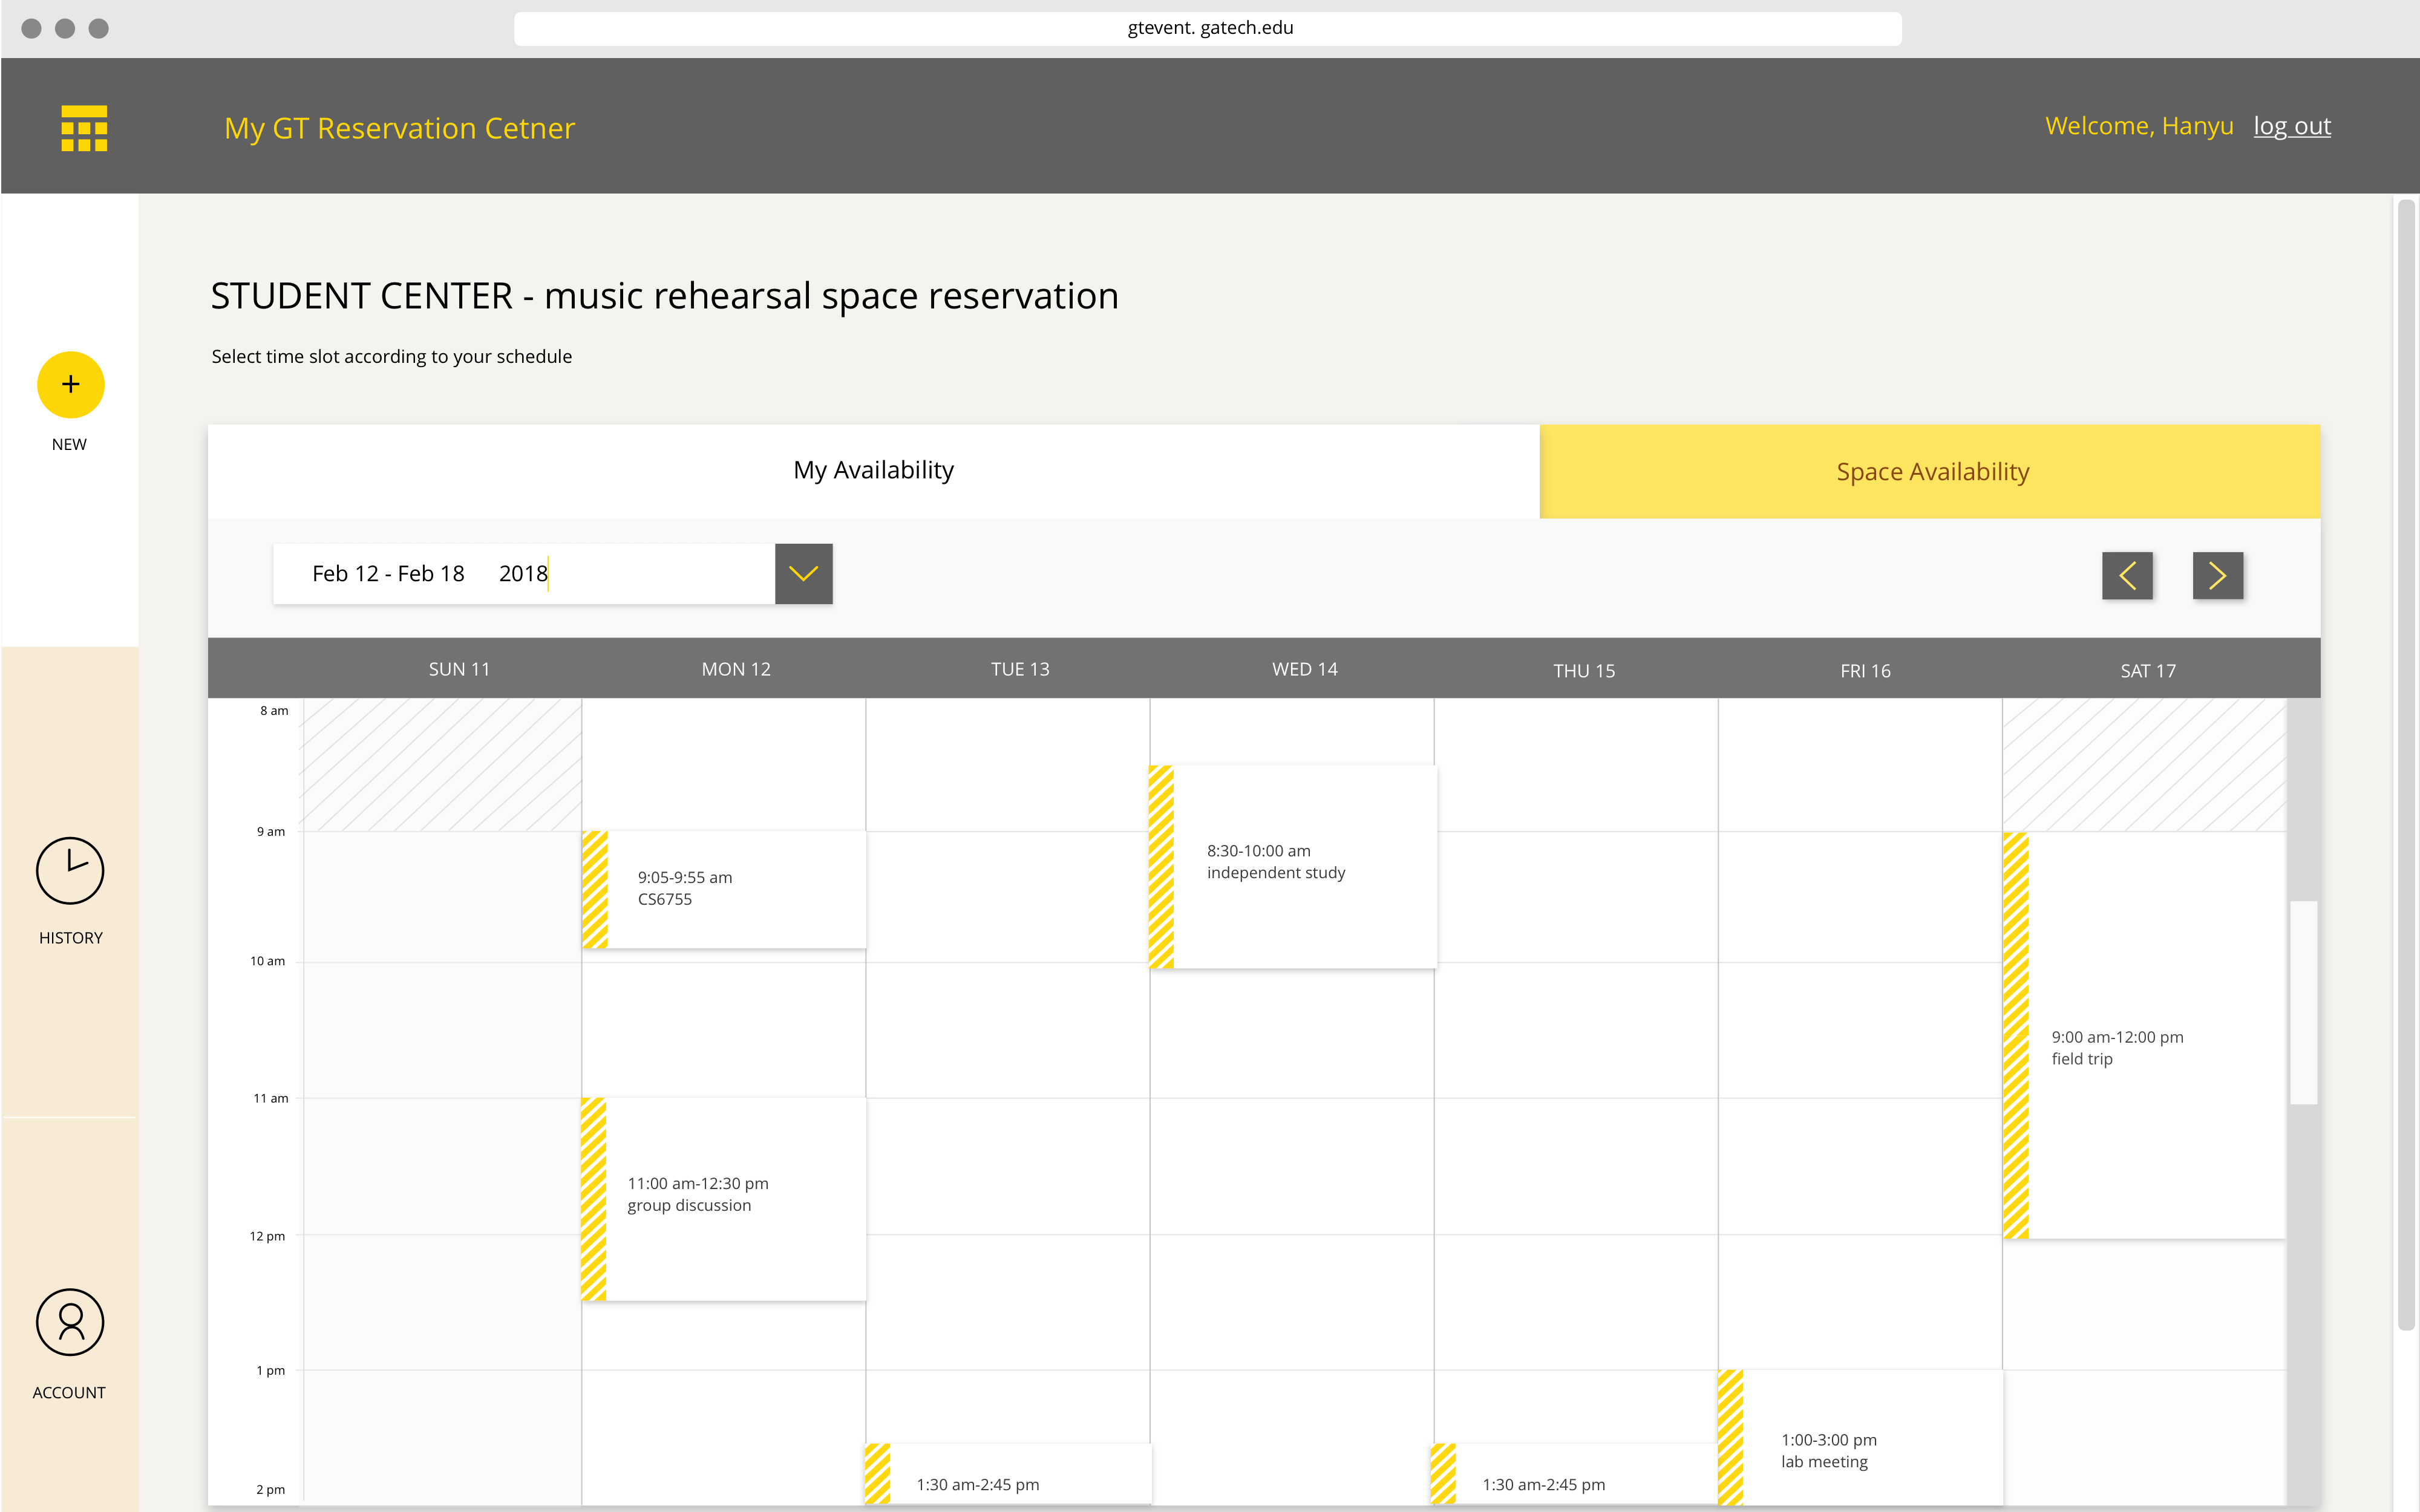 gtevent. gatech.edu
My GT Reservation Cetner
Welcome, Hanyu log out
STUDENT CENTER - music rehearsal space reservation
Select time slot according to your schedule
+
NEW
HISTORY
ACCOUNT
My Availability
Space Availability
Feb 12 - Feb 18 2018
SUN 11 MON 12 TUE 13 WED 14 THU 15 FRI 16 SAT 17
8 am
9 am
10 am
11 am
12 pm
1 pm
2 pm
9:05-9:55 am
CS6755
11:00 am-12:30 pm
group discussion
1:30 am-2:45 pm
8:30-10:00 am
independent study
1:30 am-2:45 pm
1:00-3:00 pm
lab meeting
9:00 am-12:00 pm
field trip